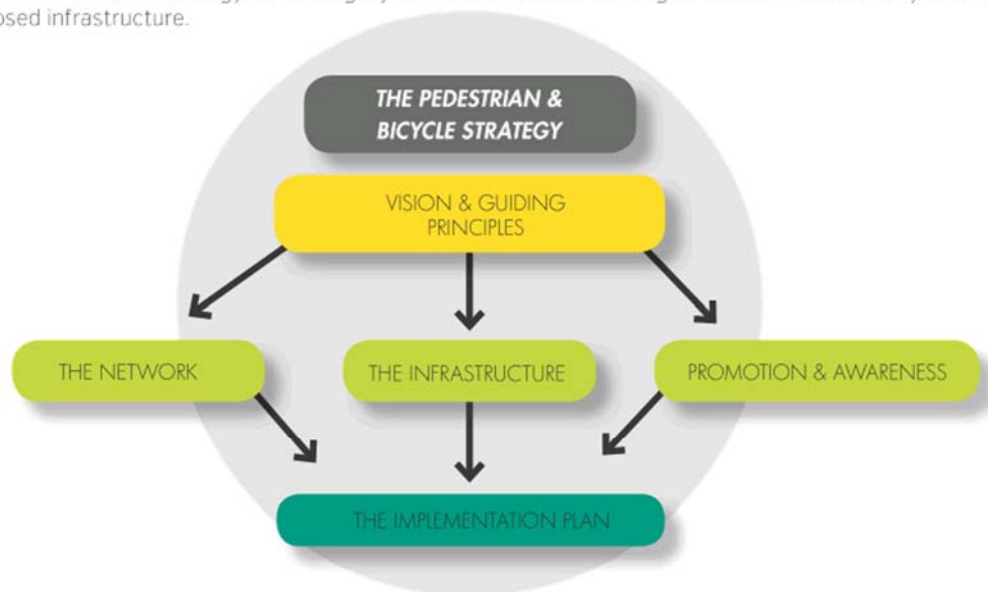 osed infrastructure.
THE PEDESTRIAN &
BICYCLE STRATEGY
VISION & GUIDING
PRINCIPLES
THE NETWORK
THE INFRASTRUCTURE
PROMOTION & AWARENESS
THE IMPLEMENTATION PLAN